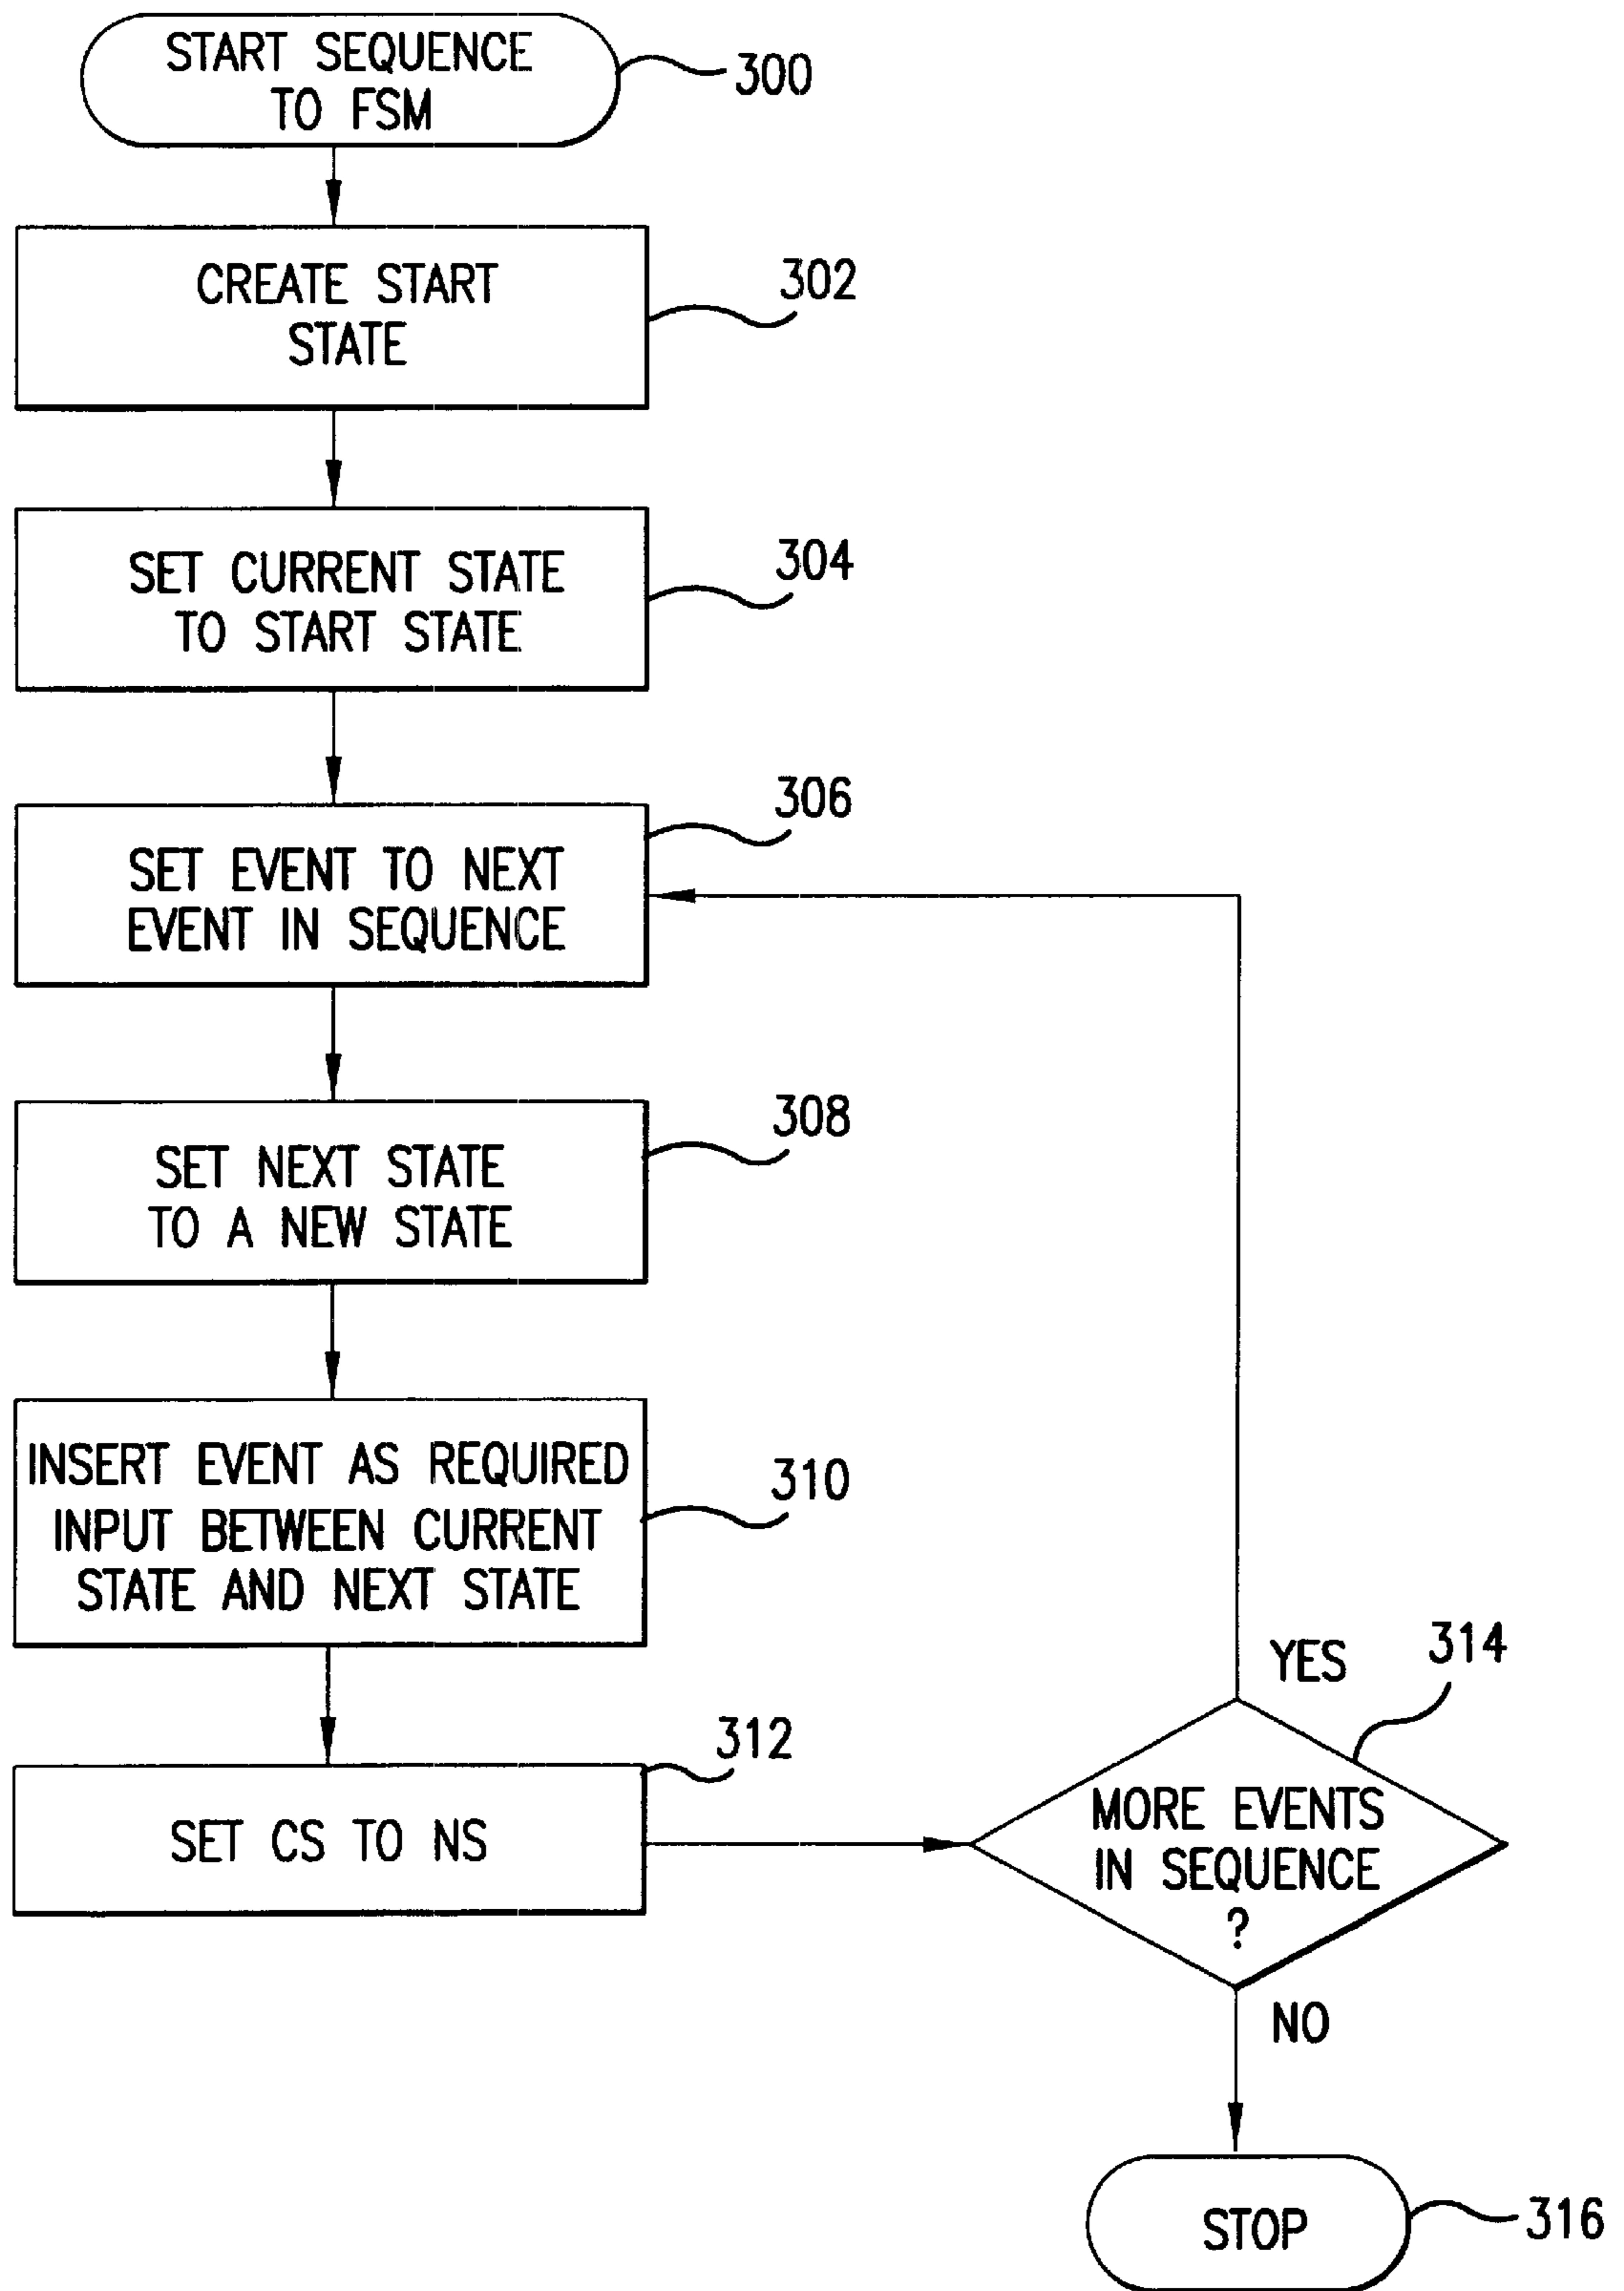 START SEQUENCE
TO FSM
300
CREATE START
STATE
302
SET CURRENT STATE
TO START STATE
304
SET EVENT TO NEXT
EVENT IN SEQUENCE
306
SET NEXT STATE
TO A NEW STATE
308
INSERT EVENT AS REQUIRED
INPUT BETWEEN CURRENT
STATE AND NEXT STATE
310
SET CS TO NS
312
MORE EVENTS
IN SEQUENCE
?
314
YES
NO
STOP
316